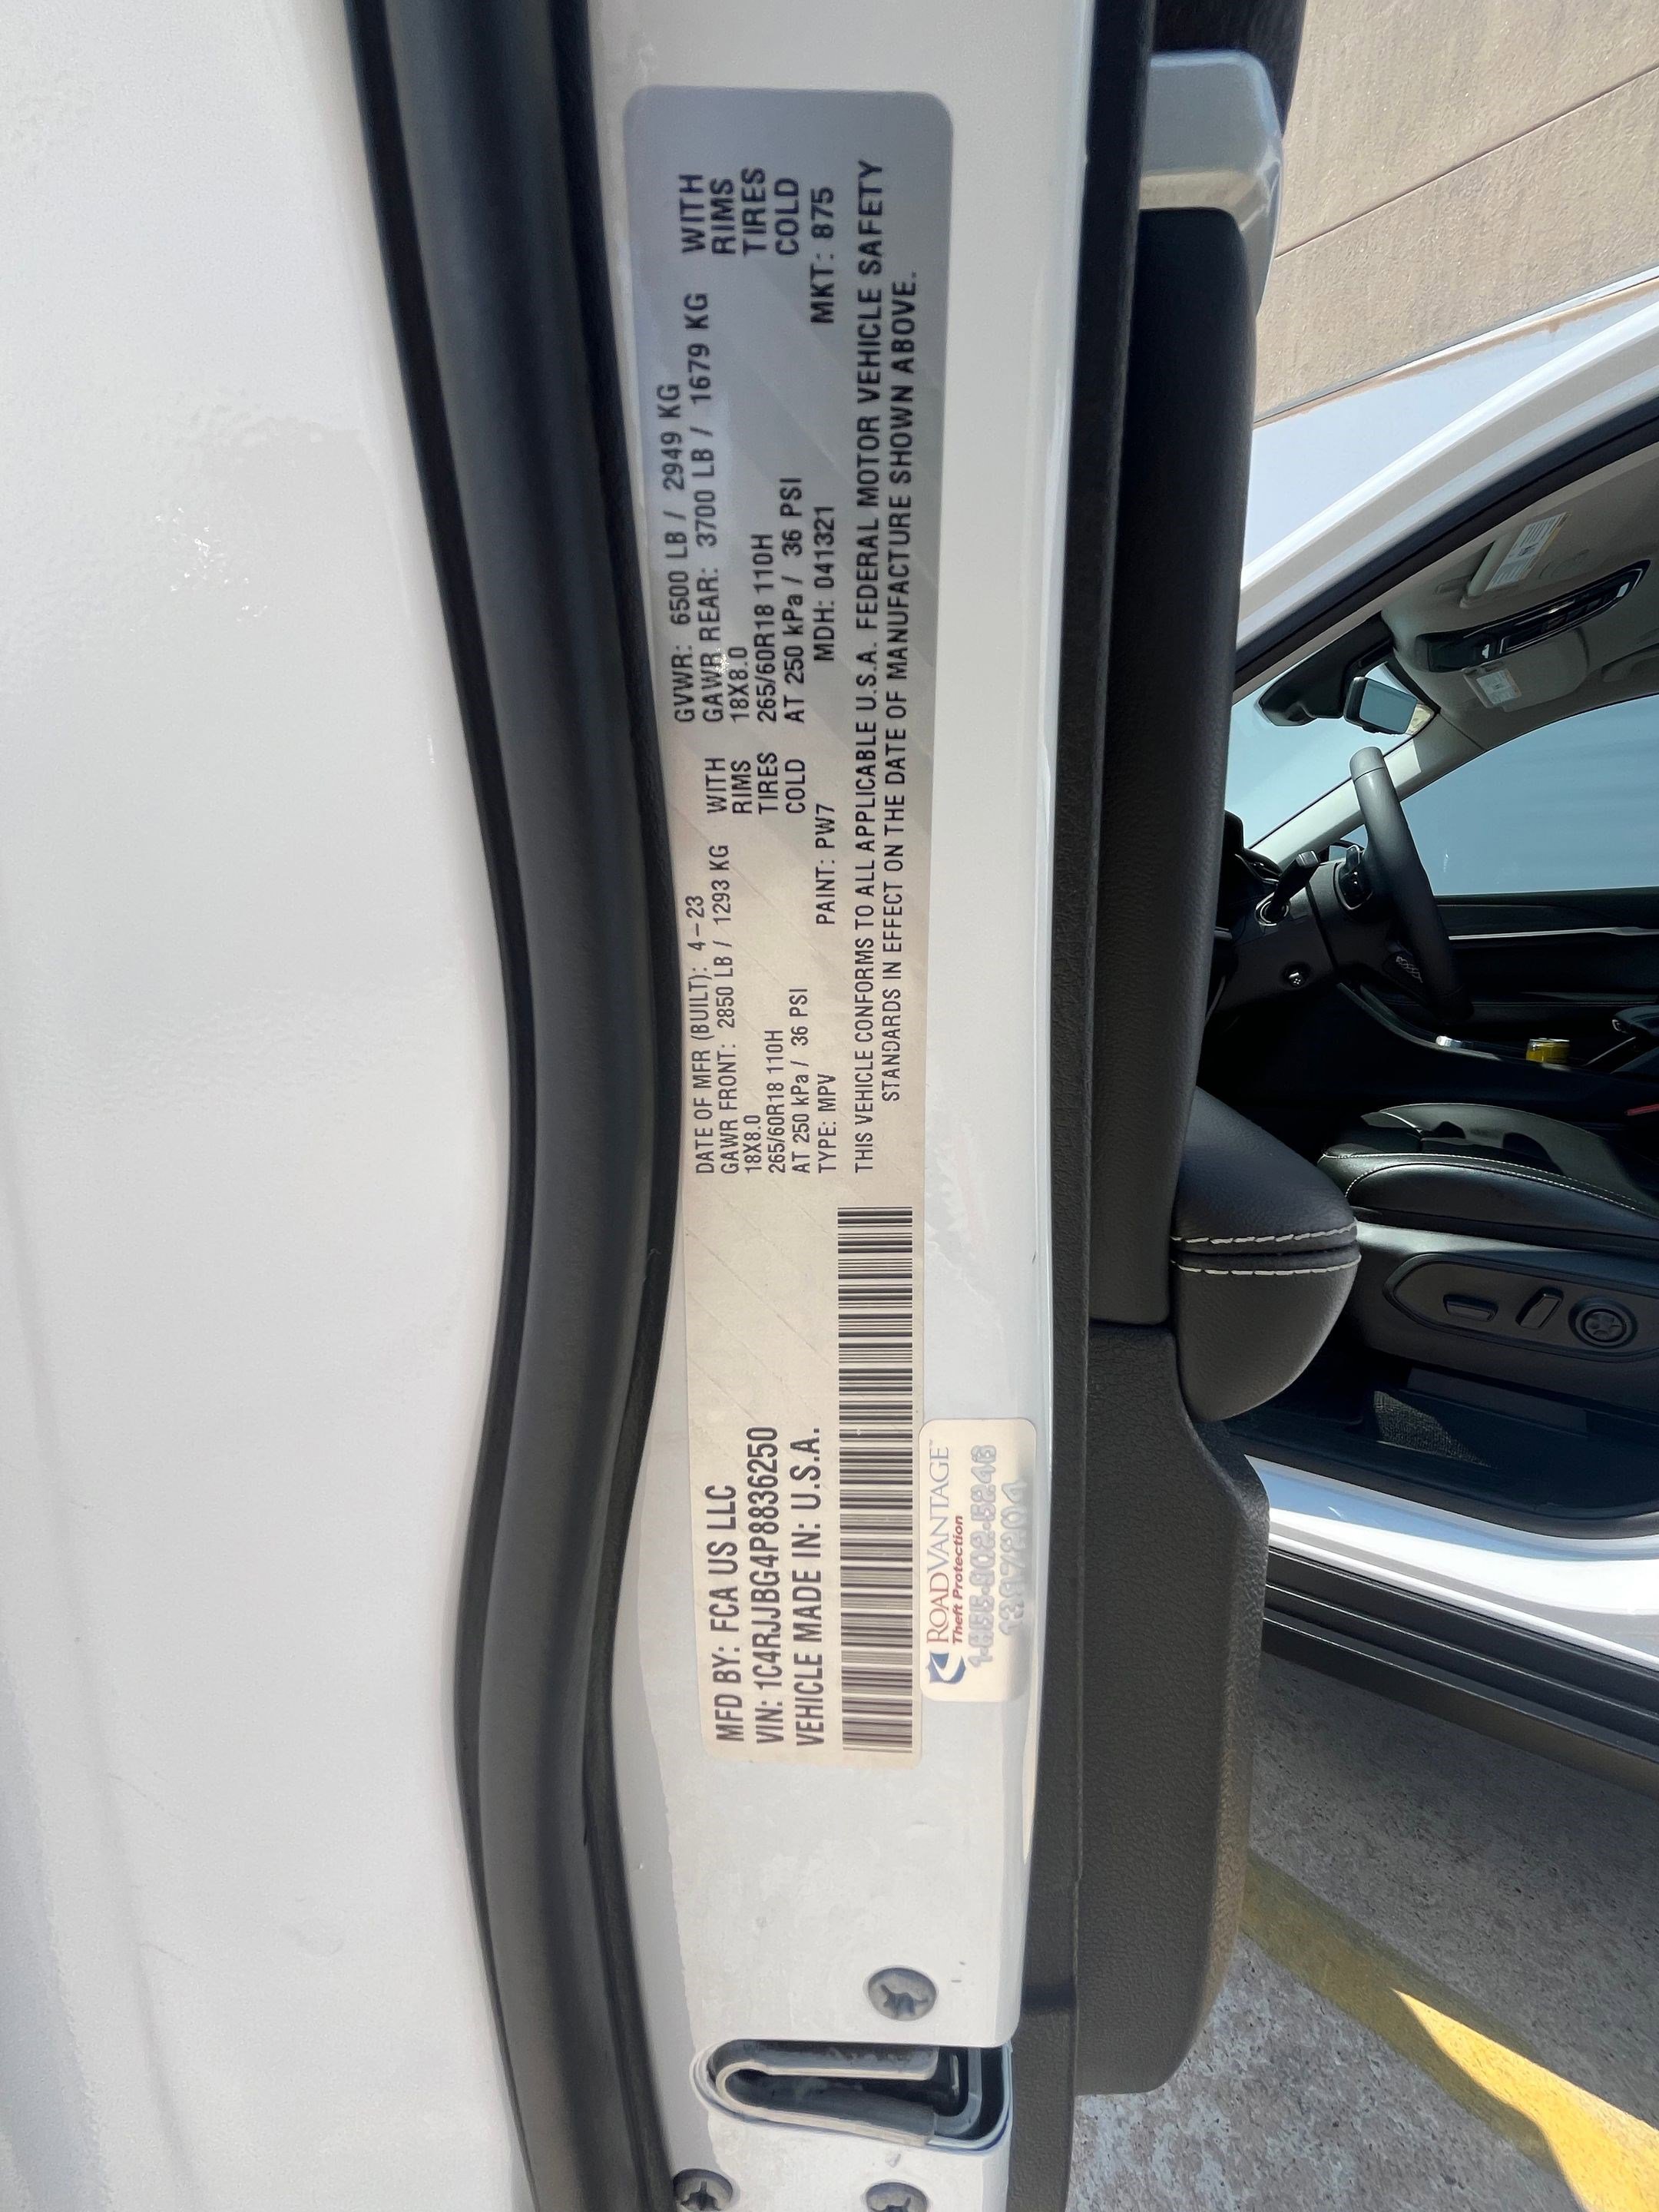 MFD BY: FCA US LLC
VIN: 1C4RJJBG4P8836250
VEHICLE MADE IN: U.S.A.
DATE OF MFR (BUILT): 4-23
GAWR FRONT: 2850 LB / 1293 KG WITH
18X8.0 RIMS
265/60R18 110H TIRES
AT 250 kPa / 36 PSI COLD
TYPE: MPV PAINT: PW7
GVWR: 6500 LB / 2949 KG
GAWR REAR: 3700 LB / 1679 KG WITH
18X8.0 RIMS
265/60R18 110H TIRES
AT 250 kPa / 36 PSI COLD
MDH: 041321 MKT: 875
THIS VEHICLE CONFORMS TO ALL APPLICABLE U.S.A. FEDERAL MOTOR VEHICLE SAFETY
STANDARDS IN EFFECT ON THE DATE OF MANUFACTURE SHOWN ABOVE.
ROADVANTAGE™
Theft Protection